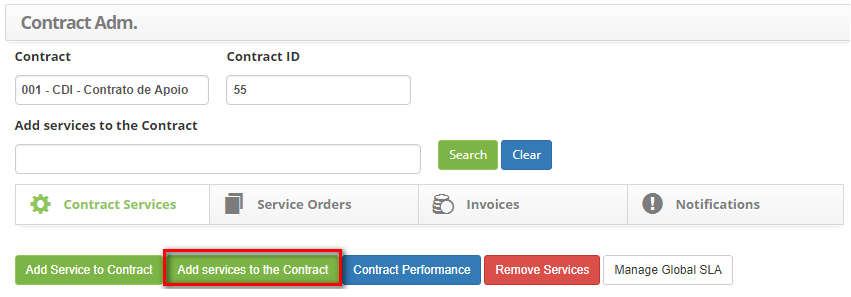 Contract Adm.
Contract Contract ID
001 - CDI - Contrato de Apoio 55
Add services to the Contract
Search Clear
Contract Services Service Orders Invoices Notifications
Add Service to Contract Add services to the Contract Contract Performance Remove Services Manage Global SLA